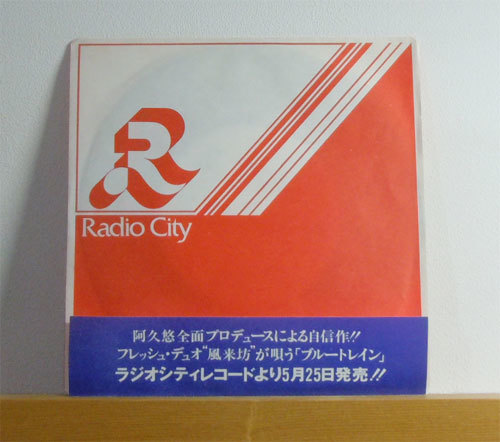 R
Radio City
阿久悠全面プロデュースによる自信作!!
フレッシュ・デュオ“風来坊”が唄う「ブルートレイン」
ラジオシティレコードより5月25日発売!!